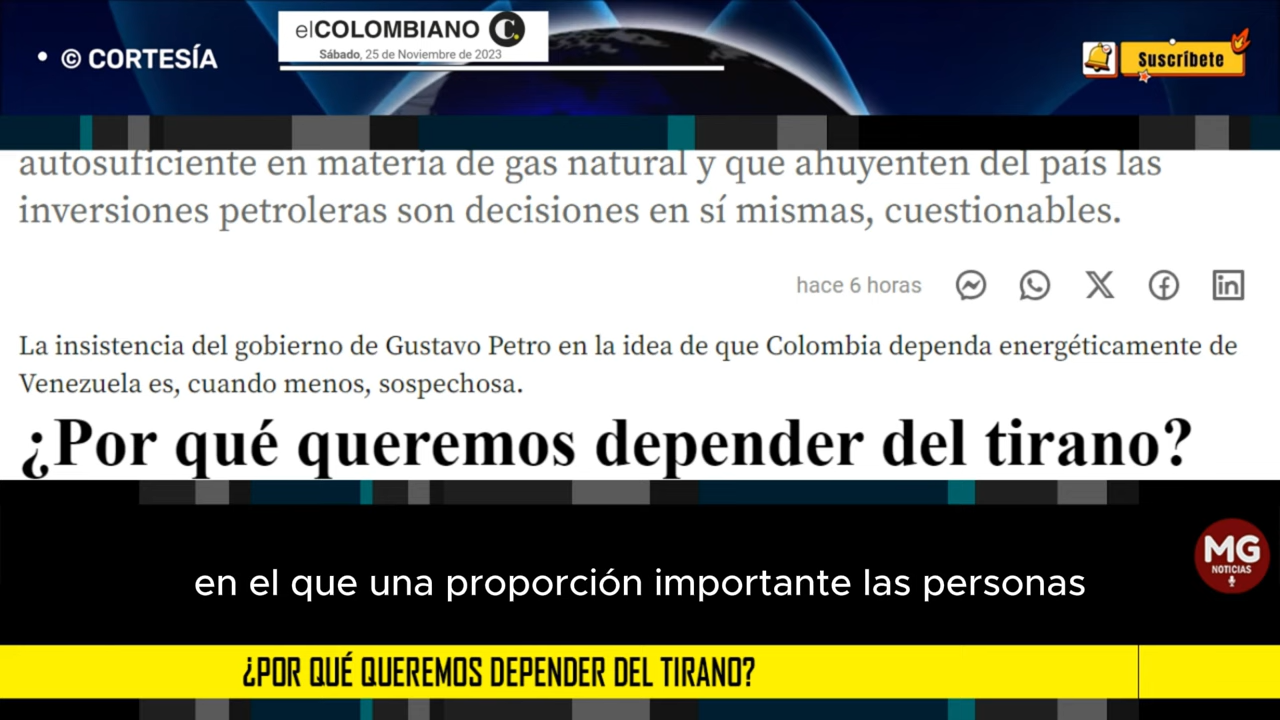 • © CORTESÍA
elCOLOMBIANO C.
Sábado, 25 de Noviembre de 2023
Suscríbete
autosuficiente en materia de gas natural y que ahuyenten del país las
inversiones petroleras son decisiones en sí mismas, cuestionables.
hace 6 horas
La insistencia del gobierno de Gustavo Petro en la idea de que Colombia dependa energéticamente de
Venezuela es, cuando menos, sospechosa.
¿Por qué queremos depender del tirano?
MG
NOTICIAS
en el que una proporción importante las personas
¿POR QUÉ QUEREMOS DEPENDER DEL TIRANO?